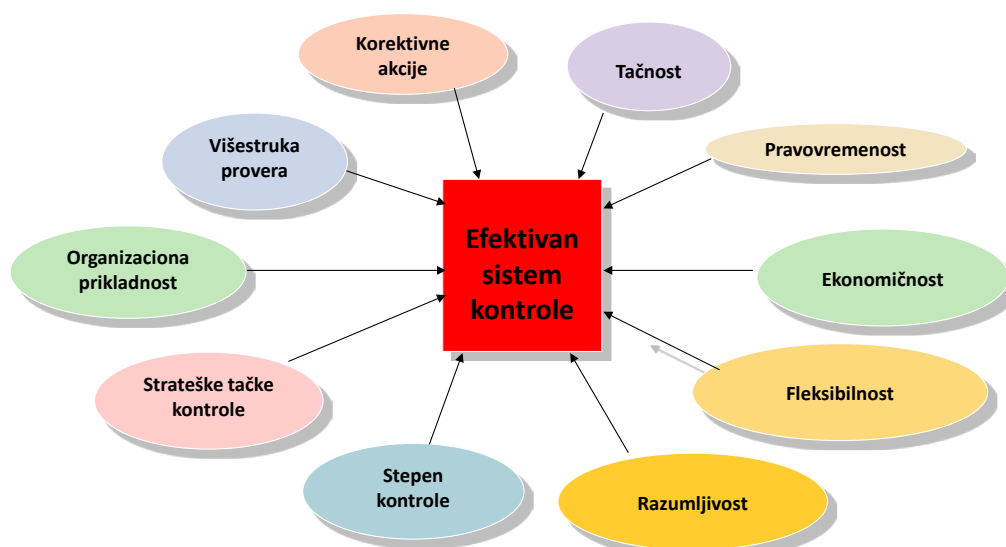 Korektivne
akcije
Tačnost
Višestruka
provera
Pravovremenost
Efektivan
sistem
kontrole
Organizaciona
prikladnost
Ekonomičnost
Strateške tačke
kontrole
Fleksibilnost
Stepen
kontrole
Razumljivost